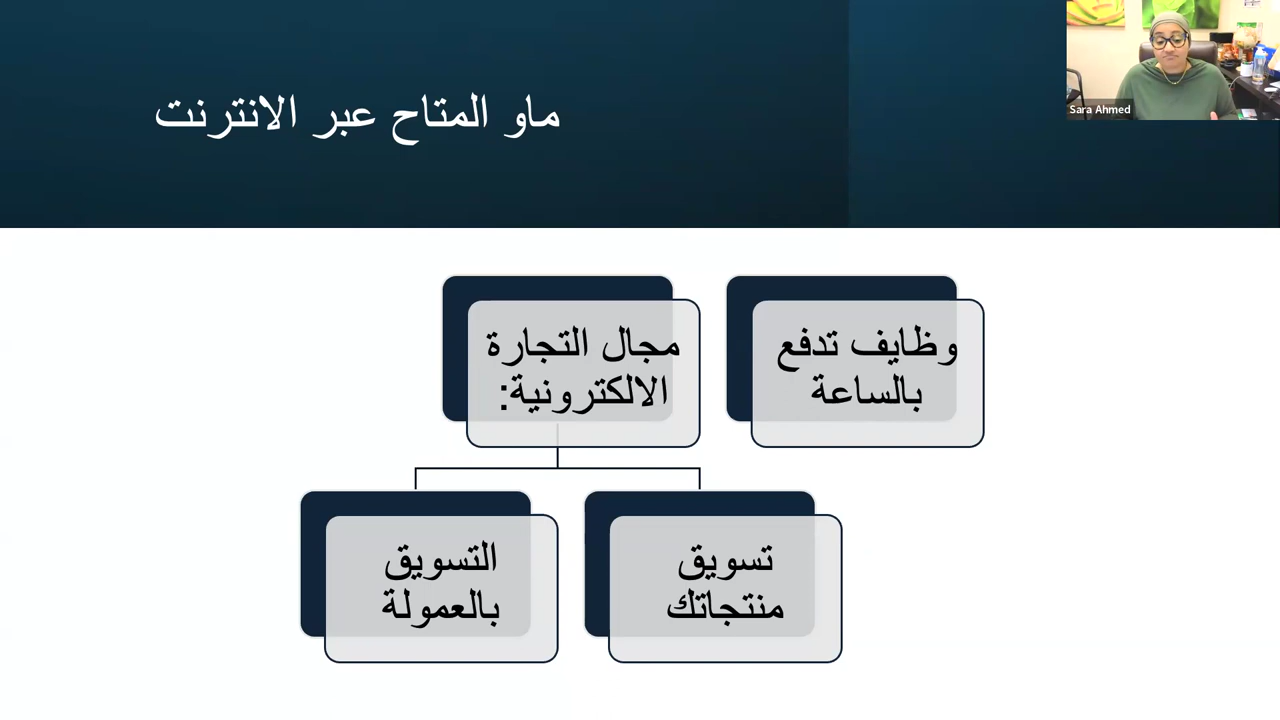 ماو المتاح عبر الانترنت
Sara Ahmed
وظايف تدفع
بالساعة
مجال التجارة
الالكترونية:
تسويق
منتجاتك
التسويق
بالعمولة